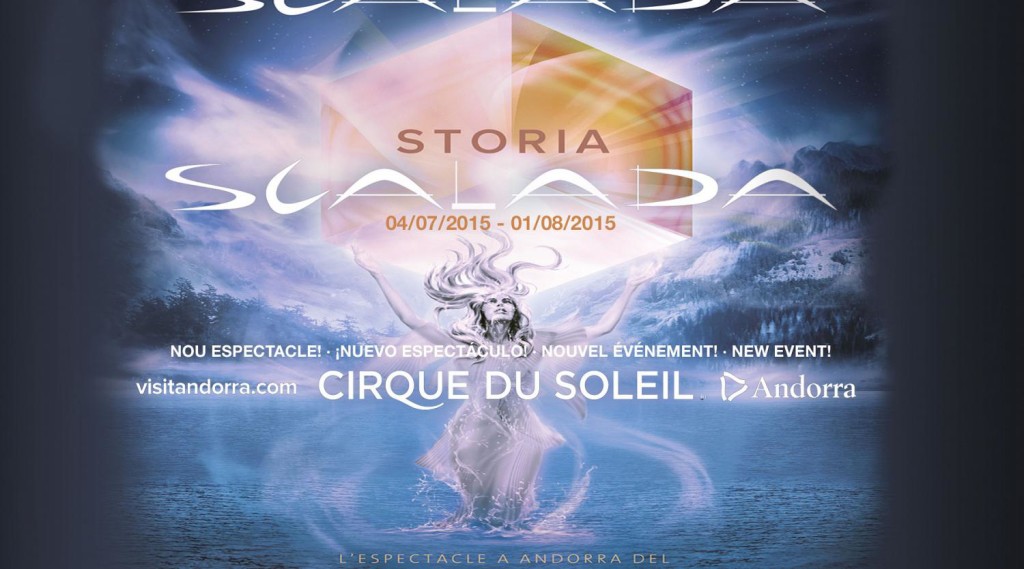 SCALADA
STORIA
SCALADA
04/07/2015 - 01/08/2015
NOU ESPECTACLE! · ¡NUEVO ESPECTÁCULO! · NOUVEL ÉVÉNEMENT! · NEW EVENT!
visitandorra.com CIRQUE DU SOLEIL Andorra
L'ESPECTACLE A ANDORRA DEL